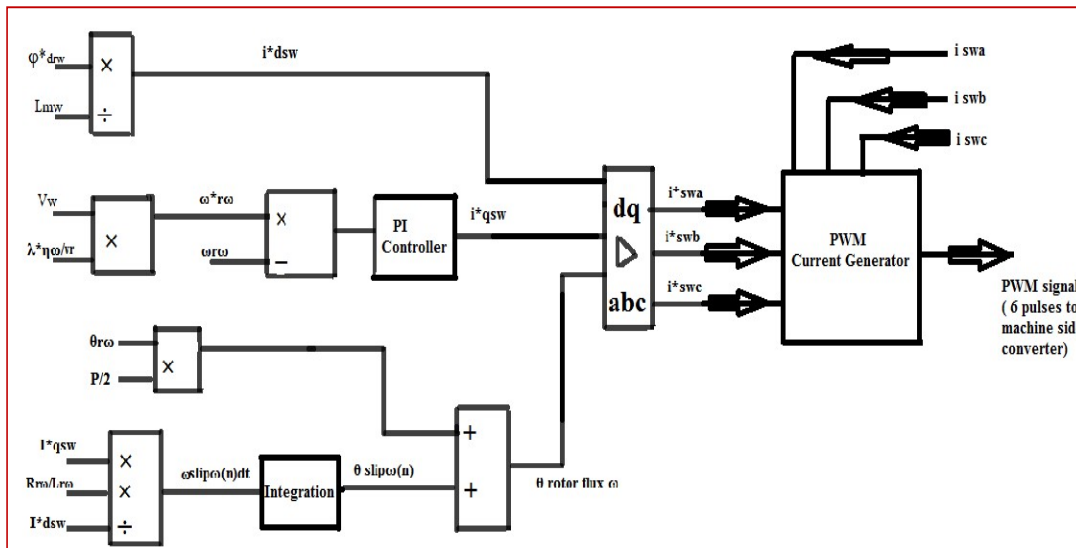 φ*drw
×
Lmw
÷
i*dsw
Vw
λ*ηω/vr
×
ω*rω
×
ωrω
−
PI
Controller
i*qsw
θrω
P/2
×
I*qsw
×
Rrω/Lrω
×
I*dsw
÷
ωslipω(n)dt
Integration
θ slipω(n)
+
+
θ rotor flux ω
dq
abc
i*swa
i*swb
i*swc
i swa
i swb
i swc
PWM
Current Generator
PWM signal
( 6 pulses to
machine sid
converter)